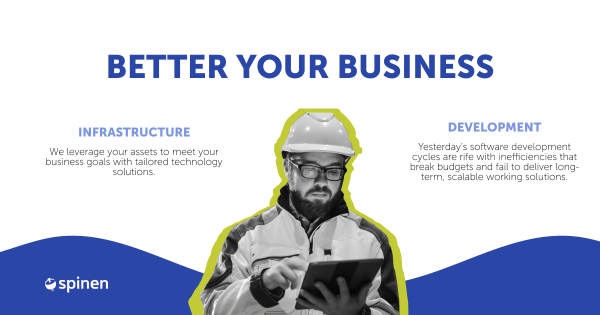 BETTER YOUR BUSINESS
INFRASTRUCTURE
We leverage your assets to meet your
business goals with tailored technology
solutions.
DEVELOPMENT
Yesterday's software development
cycles are rife with inefficiencies that
break budgets and fail to deliver long-
term, scalable working solutions.
spinen